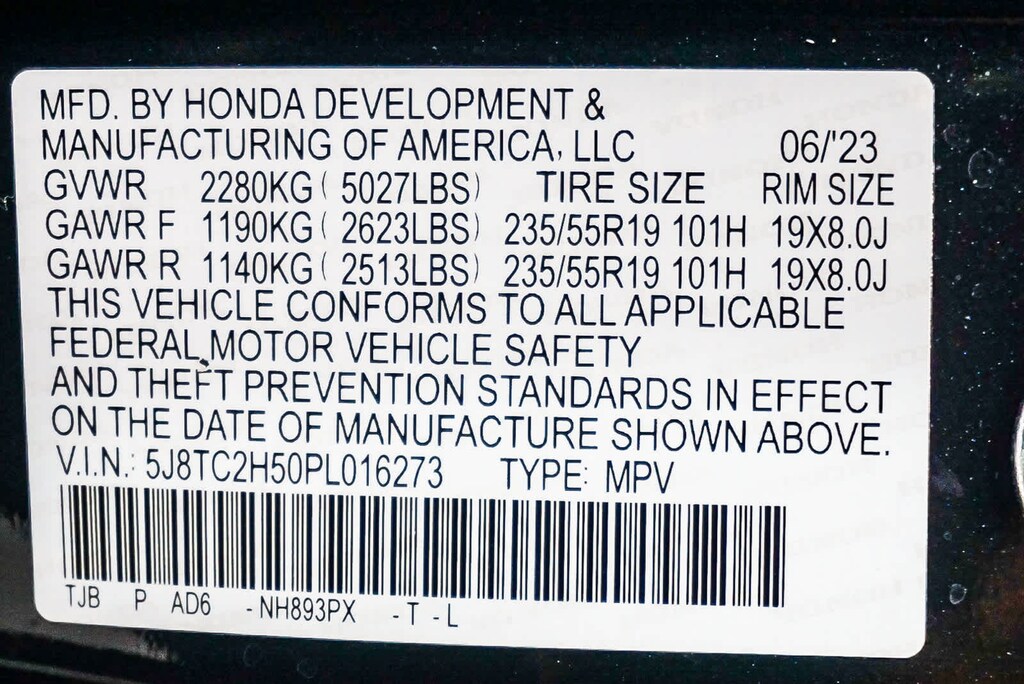 MFD. BY HONDA DEVELOPMENT &
MANUFACTURING OF AMERICA, LLC 06/'23
GVWR 2280KG ( 5027LBS) TIRE SIZE RIM SIZE
GAWR F 1190KG ( 2623LBS) 235/55R19 101H 19X8.0J
GAWR R 1140KG ( 2513LBS) 235/55R19 101H 19X8.0J
THIS VEHICLE CONFORMS TO ALL APPLICABLE
FEDERAL MOTOR VEHICLE SAFETY
AND THEFT PREVENTION STANDARDS IN EFFECT
ON THE DATE OF MANUFACTURE SHOWN ABOVE.
V.I.N.: 5J8TC2H50PL016273 TYPE: MPV
TJB P AD6 -NH893PX -T -L